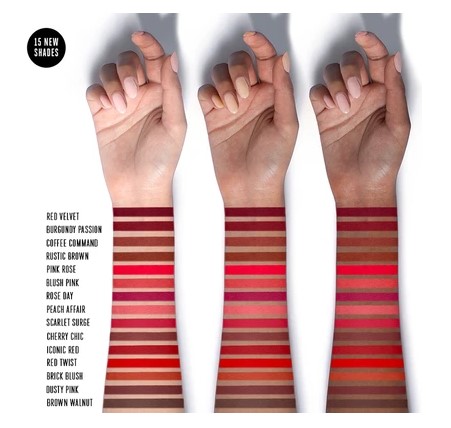 15 NEW
SHADES
RED VELVET
BURGUNDY PASSION
COFFEE COMMAND
RUSTIC BROWN
PINK ROSE
BLUSH PINK
ROSE DAY
PEACH AFFAIR
SCARLET SURGE
CHERRY CHIC
ICONIC RED
RED TWIST
BRICK BLUSH
DUSTY PINK
BROWN WALNUT